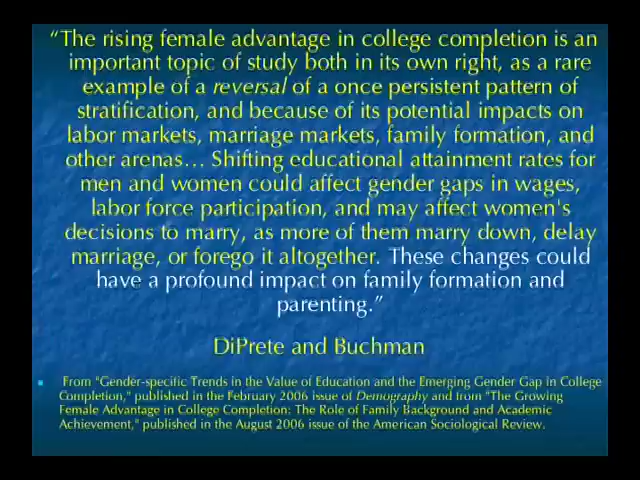 “The rising female advantage in college completion is an
important topic of study both in its own right, as a rare
example of a reversal of a once persistent pattern of
stratification, and because of its potential impacts on
labor markets, marriage markets, family formation, and
other arenas… Shifting educational attainment rates for
men and women could affect gender gaps in wages,
labor force participation, and may affect women's
decisions to marry, as more of them marry down, delay
marriage, or forego it altogether. These changes could
have a profound impact on family formation and
parenting.”
DiPrete and Buchman
From "Gender-specific Trends in the Value of Education and the Emerging Gender Gap in College
Completion," published in the February 2006 issue of Demography and from "The Growing
Female Advantage in College Completion: The Role of Family Background and Academic
Achievement," published in the August 2006 issue of the American Sociological Review.